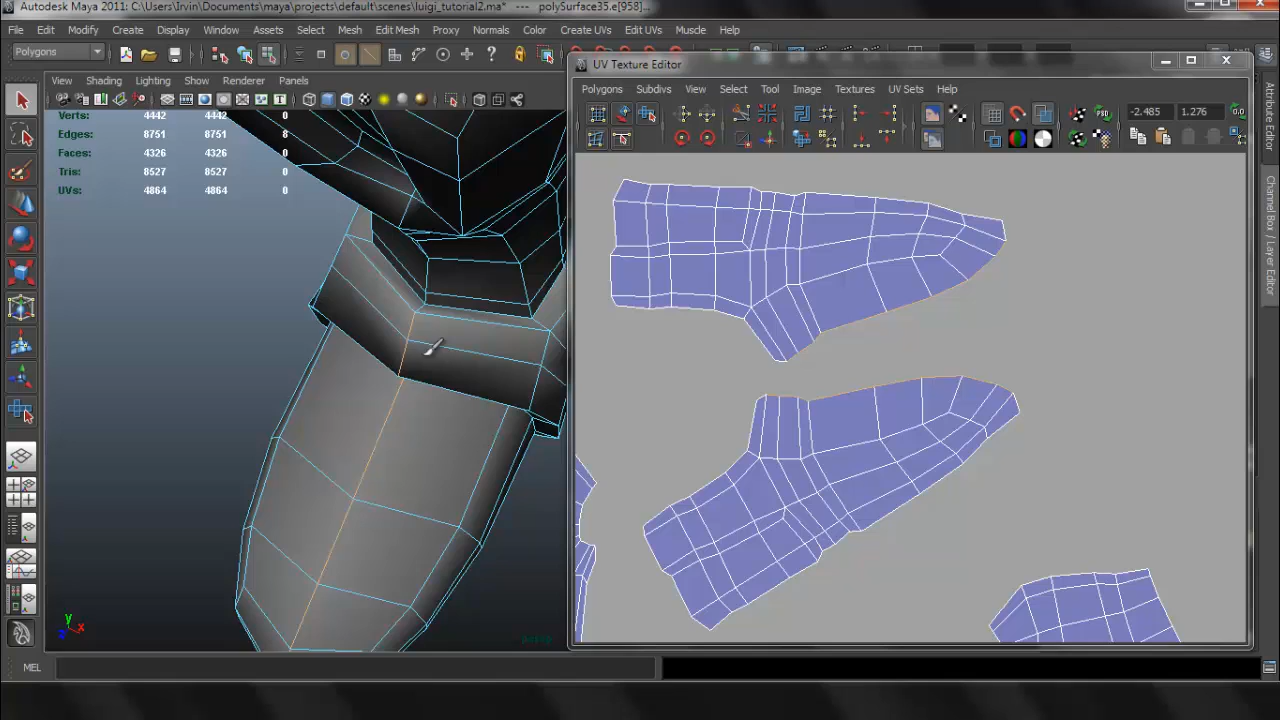 Autodesk Maya 2011: C:\Users\Irvin\Documents\maya\projects\default\scenes\luigi_tutorial2.ma* --- polySurface35.e[958]...
File Edit Modify Create Display Window Assets Select Mesh Edit Mesh Proxy Normals Color Create UVs Edit UVs Muscle Help
Polygons
UV Texture Editor
View Shading Lighting Show Renderer Panels
Polygons Subdivs View Select Tool Image Textures UV Sets Help
-2.485 1.276
Verts: 4442 4442 0
Edges: 8751 8751 8
Faces: 4326 4326 0
Tris: 8527 8527 0
UVs: 4864 4864 0
Attribute Editor
Channel Box / Layer Editor
y
z x
persp
MEL